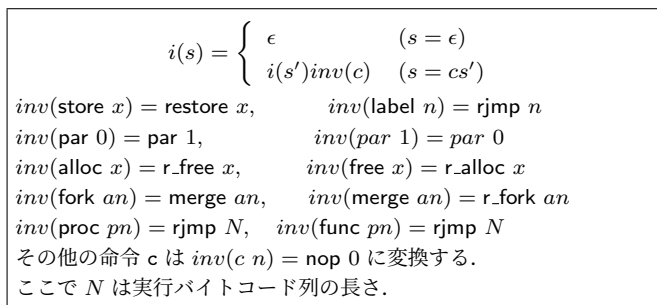 i(s) = { ϵ (s = ϵ)
i(s′)inv(c) (s = cs′)
inv(store x) = restore x, inv(label n) = rjmp n
inv(par 0) = par 1, inv(par 1) = par 0
inv(alloc x) = r_free x, inv(free x) = r_alloc x
inv(fork an) = merge an, inv(merge an) = r_fork an
inv(proc pn) = rjmp N, inv(func pn) = rjmp N
その他の命令 c は inv(c n) = nop 0 に変換する.
ここで N は実行バイトコード列の長さ.